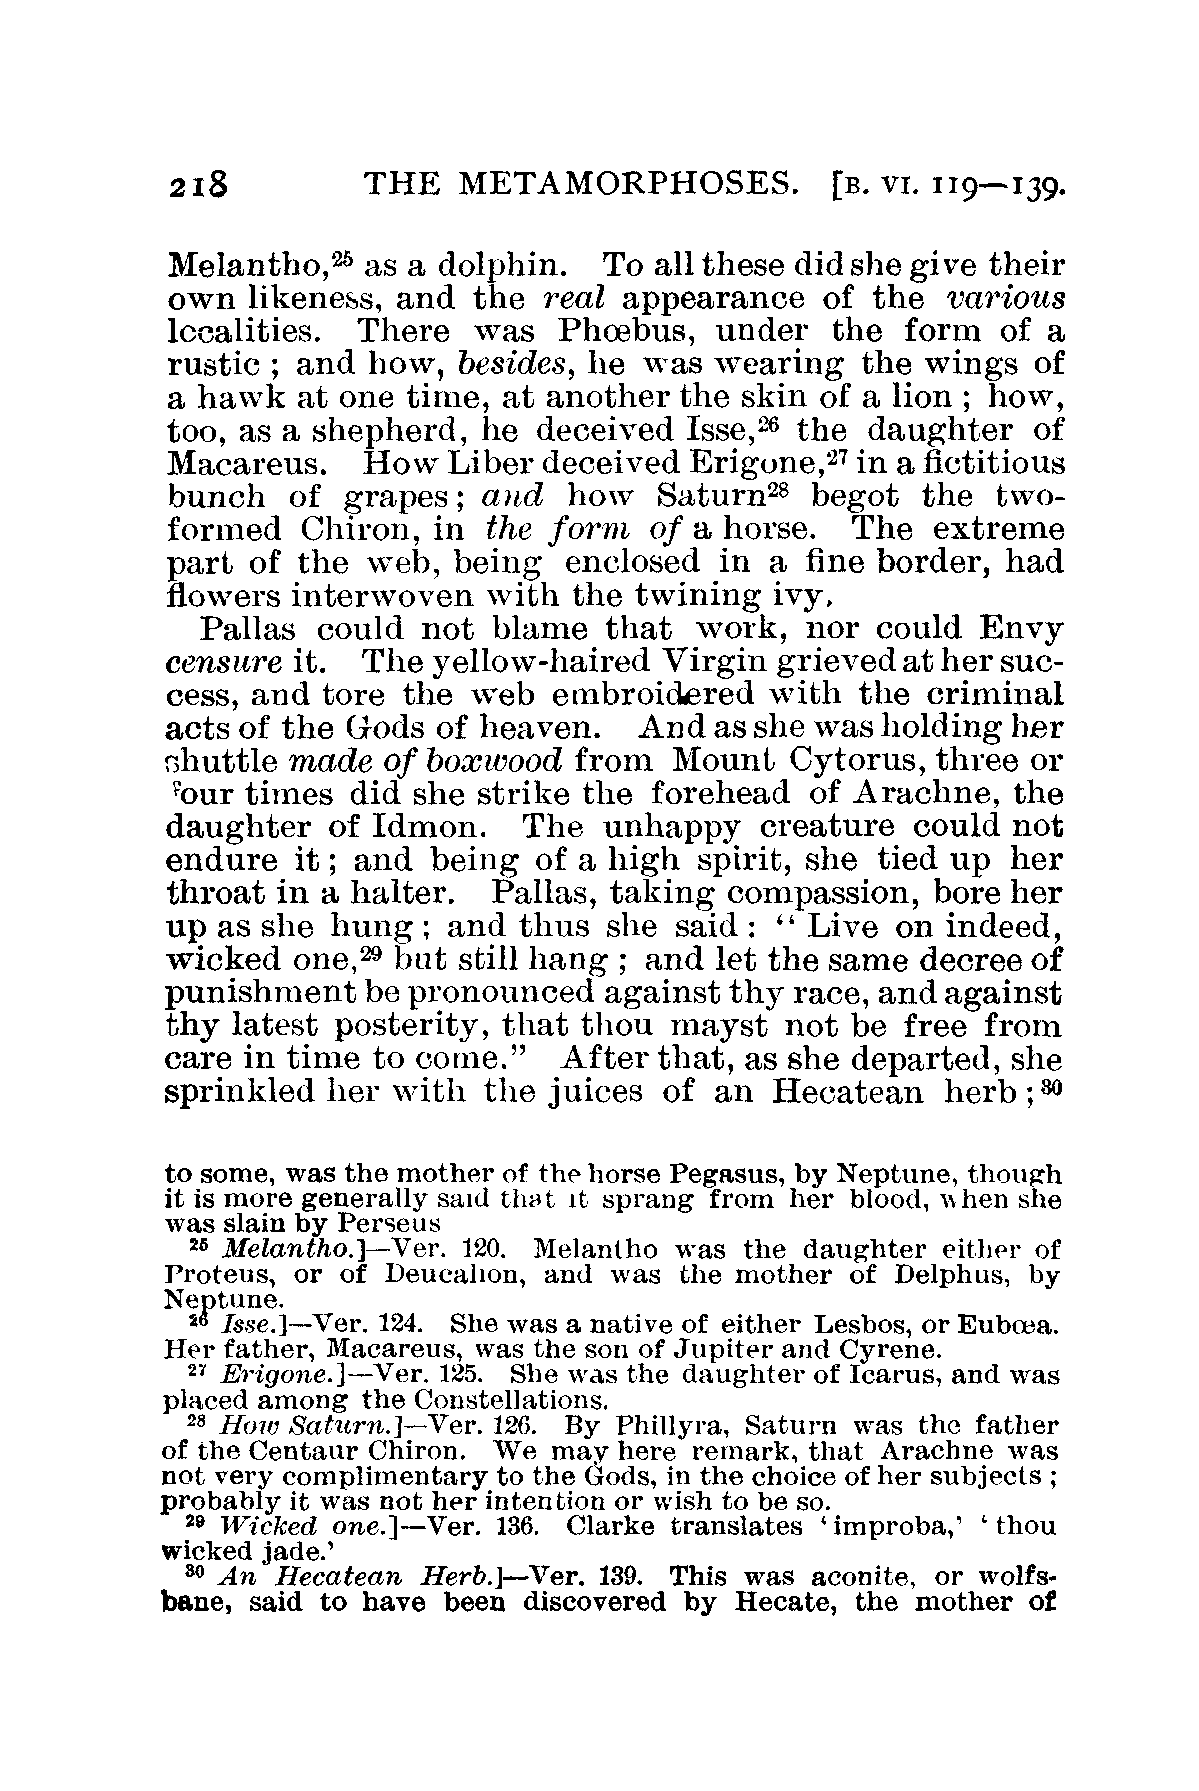 218 THE METAMORPHOSES. [B. VI. 119—139.
Melantho,²⁵ as a dolphin. To all these did she give their
own likeness, and the real appearance of the various
localities. There was Phœbus, under the form of a
rustic ; and how, besides, he was wearing the wings of
a hawk at one time, at another the skin of a lion ; how,
too, as a shepherd, he deceived Isse,²⁶ the daughter of
Macareus. How Liber deceived Erigone,²⁷ in a fictitious
bunch of grapes ; and how Saturn²⁸ begot the two-
formed Chiron, in the form of a horse. The extreme
part of the web, being enclosed in a fine border, had
flowers interwoven with the twining ivy.
Pallas could not blame that work, nor could Envy
censure it. The yellow-haired Virgin grieved at her suc-
cess, and tore the web embroidered with the criminal
acts of the Gods of heaven. And as she was holding her
shuttle made of boxwood from Mount Cytorus, three or
four times did she strike the forehead of Arachne, the
daughter of Idmon. The unhappy creature could not
endure it ; and being of a high spirit, she tied up her
throat in a halter. Pallas, taking compassion, bore her
up as she hung ; and thus she said : “ Live on indeed,
wicked one,²⁹ but still hang ; and let the same decree of
punishment be pronounced against thy race, and against
thy latest posterity, that thou mayst not be free from
care in time to come.” After that, as she departed, she
sprinkled her with the juices of an Hecatean herb ;³⁰
to some, was the mother of the horse Pegasus, by Neptune, though
it is more generally said that it sprang from her blood, when she
was slain by Perseus
²⁵ Melantho.]—Ver. 120. Melantho was the daughter either of
Proteus, or of Deucalion, and was the mother of Delphus, by
Neptune.
²⁶ Isse.]—Ver. 124. She was a native of either Lesbos, or Eubœa.
Her father, Macareus, was the son of Jupiter and Cyrene.
²⁷ Erigone.]—Ver. 125. She was the daughter of Icarus, and was
placed among the Constellations.
²⁸ How Saturn.]—Ver. 126. By Phillyra, Saturn was the father
of the Centaur Chiron. We may here remark, that Arachne was
not very complimentary to the Gods, in the choice of her subjects ;
probably it was not her intention or wish to be so.
²⁹ Wicked one.]—Ver. 136. Clarke translates ‘improba,’ ‘thou
wicked jade.’
³⁰ An Hecatean Herb.]—Ver. 139. This was aconite, or wolfs-
bane, said to have been discovered by Hecate, the mother of